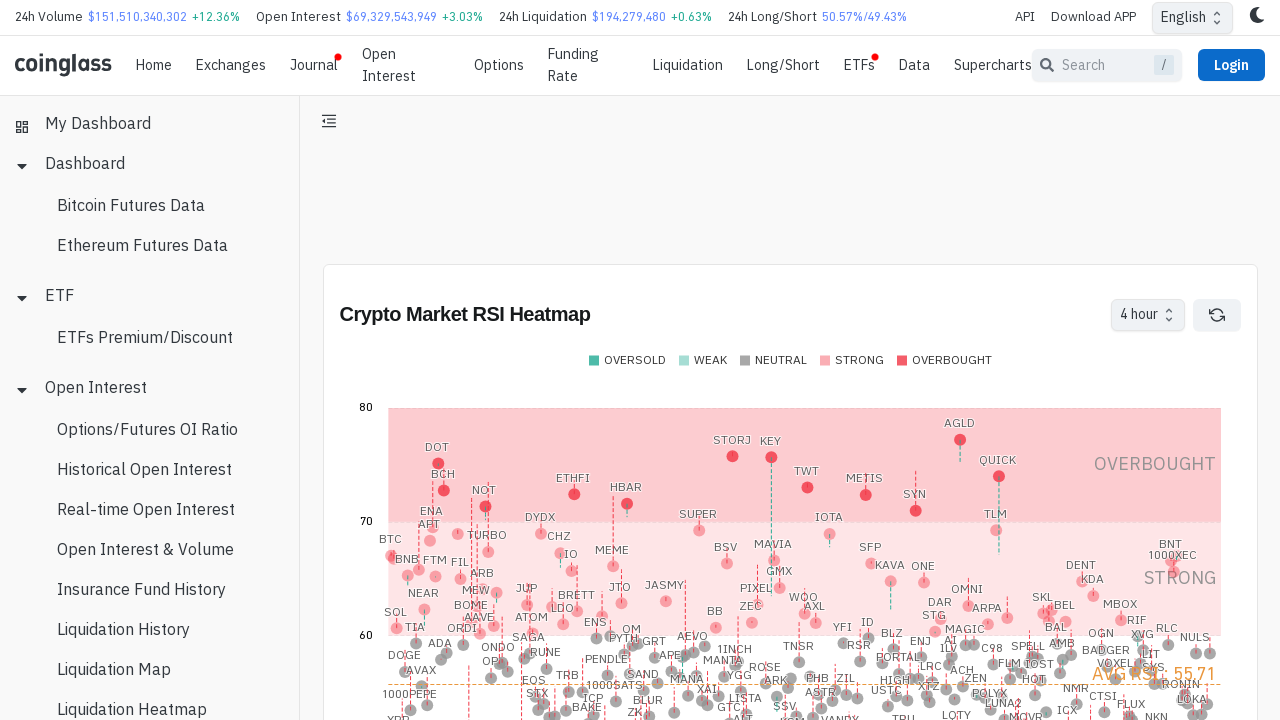 24h Volume $151,510,340,302 +12.36% Open Interest $69,329,543,949 +3.03% 24h Liquidation $194,279,480 +0.63% 24h Long/Short 50.57%/49.43% API Download APP English
coinglass Home Exchanges Journal Open Interest Options Funding Rate Liquidation Long/Short ETFs Data Supercharts Search / Login
My Dashboard
Dashboard
Bitcoin Futures Data
Ethereum Futures Data
ETF
ETFs Premium/Discount
Open Interest
Options/Futures OI Ratio
Historical Open Interest
Real-time Open Interest
Open Interest & Volume
Insurance Fund History
Liquidation History
Liquidation Map
Liquidation Heatmap
Crypto Market RSI Heatmap 4 hour
OVERSOLD WEAK NEUTRAL STRONG OVERBOUGHT
80
AGLD
STORJ KEY
DOT
QUICK
OVERBOUGHT
BCH TWT
ETHFI METIS
NOT HBAR SYN
70
ENA DYDX SUPER IOTA TLM
AFT
BTC TURBO CHZ
BSV MAVIA SFP BNT
BNB FTM FIL IO MEME 1000XEC
KAVA ONE DENT
ARB GMX STRONG
KDA
NEAR MEW JUP JTO JASMY PIXEL OMNI
BRETT WOO
BOME LDO ZEC AXL DAR ARPA SKL BEL MBOX
SOL AAVE ATOM ENS BB STG RIF
60
TIA ORDI OM YFI ID MAGIC BAL XVG RLC
SAGA PYTH GRT AEVO BLZ OGN NULS
ADA ENJ AI AMB
DOGE ONDO RUNE PENDLE APE 1INCH TNSR RSR C98 SPELL BADGER LIT
OP MANTA PORTAL FLM IOST VOXEL
AVAX ROSE LRC SYS
EOS TRB SAND YGG ACH AVG RSI: 55.71
MANA ARK PHB ZIL HIGH ZEN HOT
1000PEPE STX 1000SATS XAI ASTR USTC XTZ POLYX NMR RONIN
TCP BLUR LISTA SSV LUNA2 CTSI LOKA
BAKE ZK GTC ICX FLUX
XRP TRU LQTY MOVR NKN
VANRY